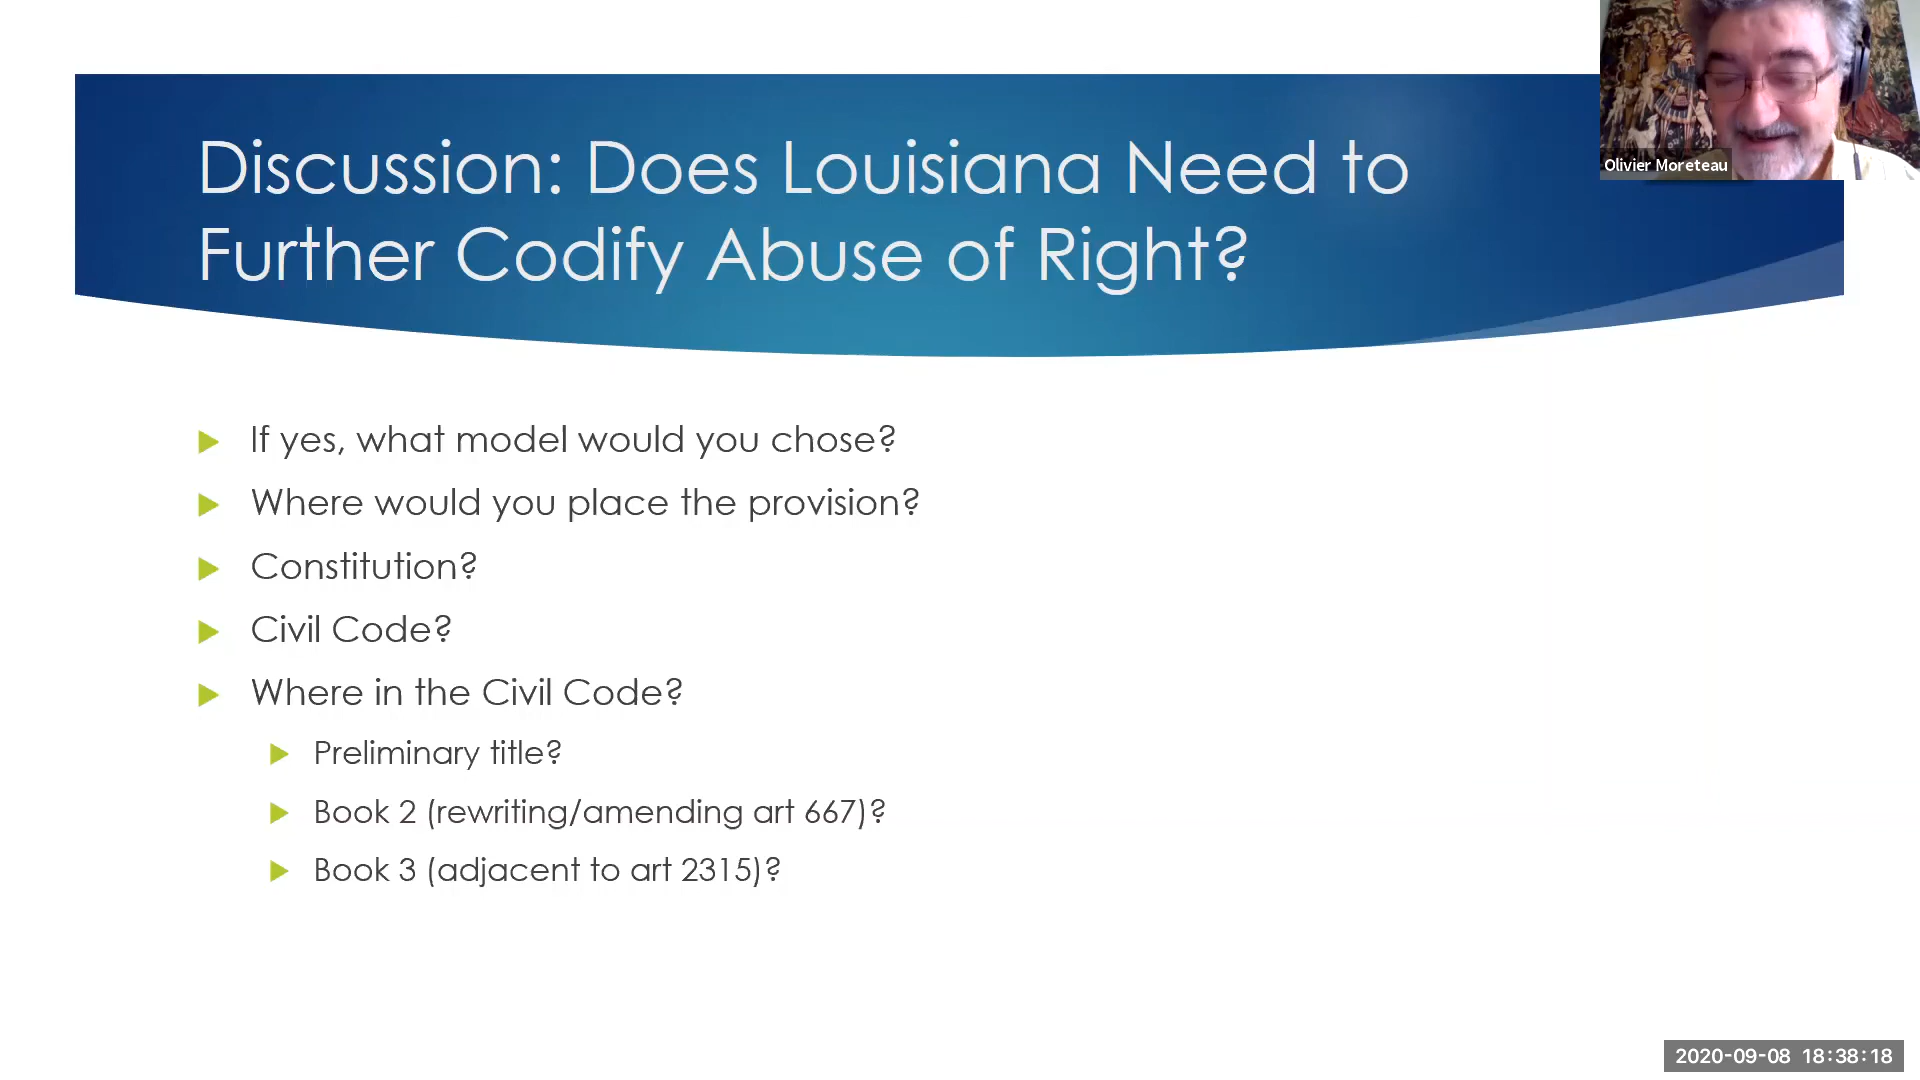 Discussion: Does Louisiana Need to
Further Codify Abuse of Right?
Olivier Moreteau
If yes, what model would you chose?
Where would you place the provision?
Constitution?
Civil Code?
Where in the Civil Code?
Preliminary title?
Book 2 (rewriting/amending art 667)?
Book 3 (adjacent to art 2315)?
2020-09-08 18:38:18